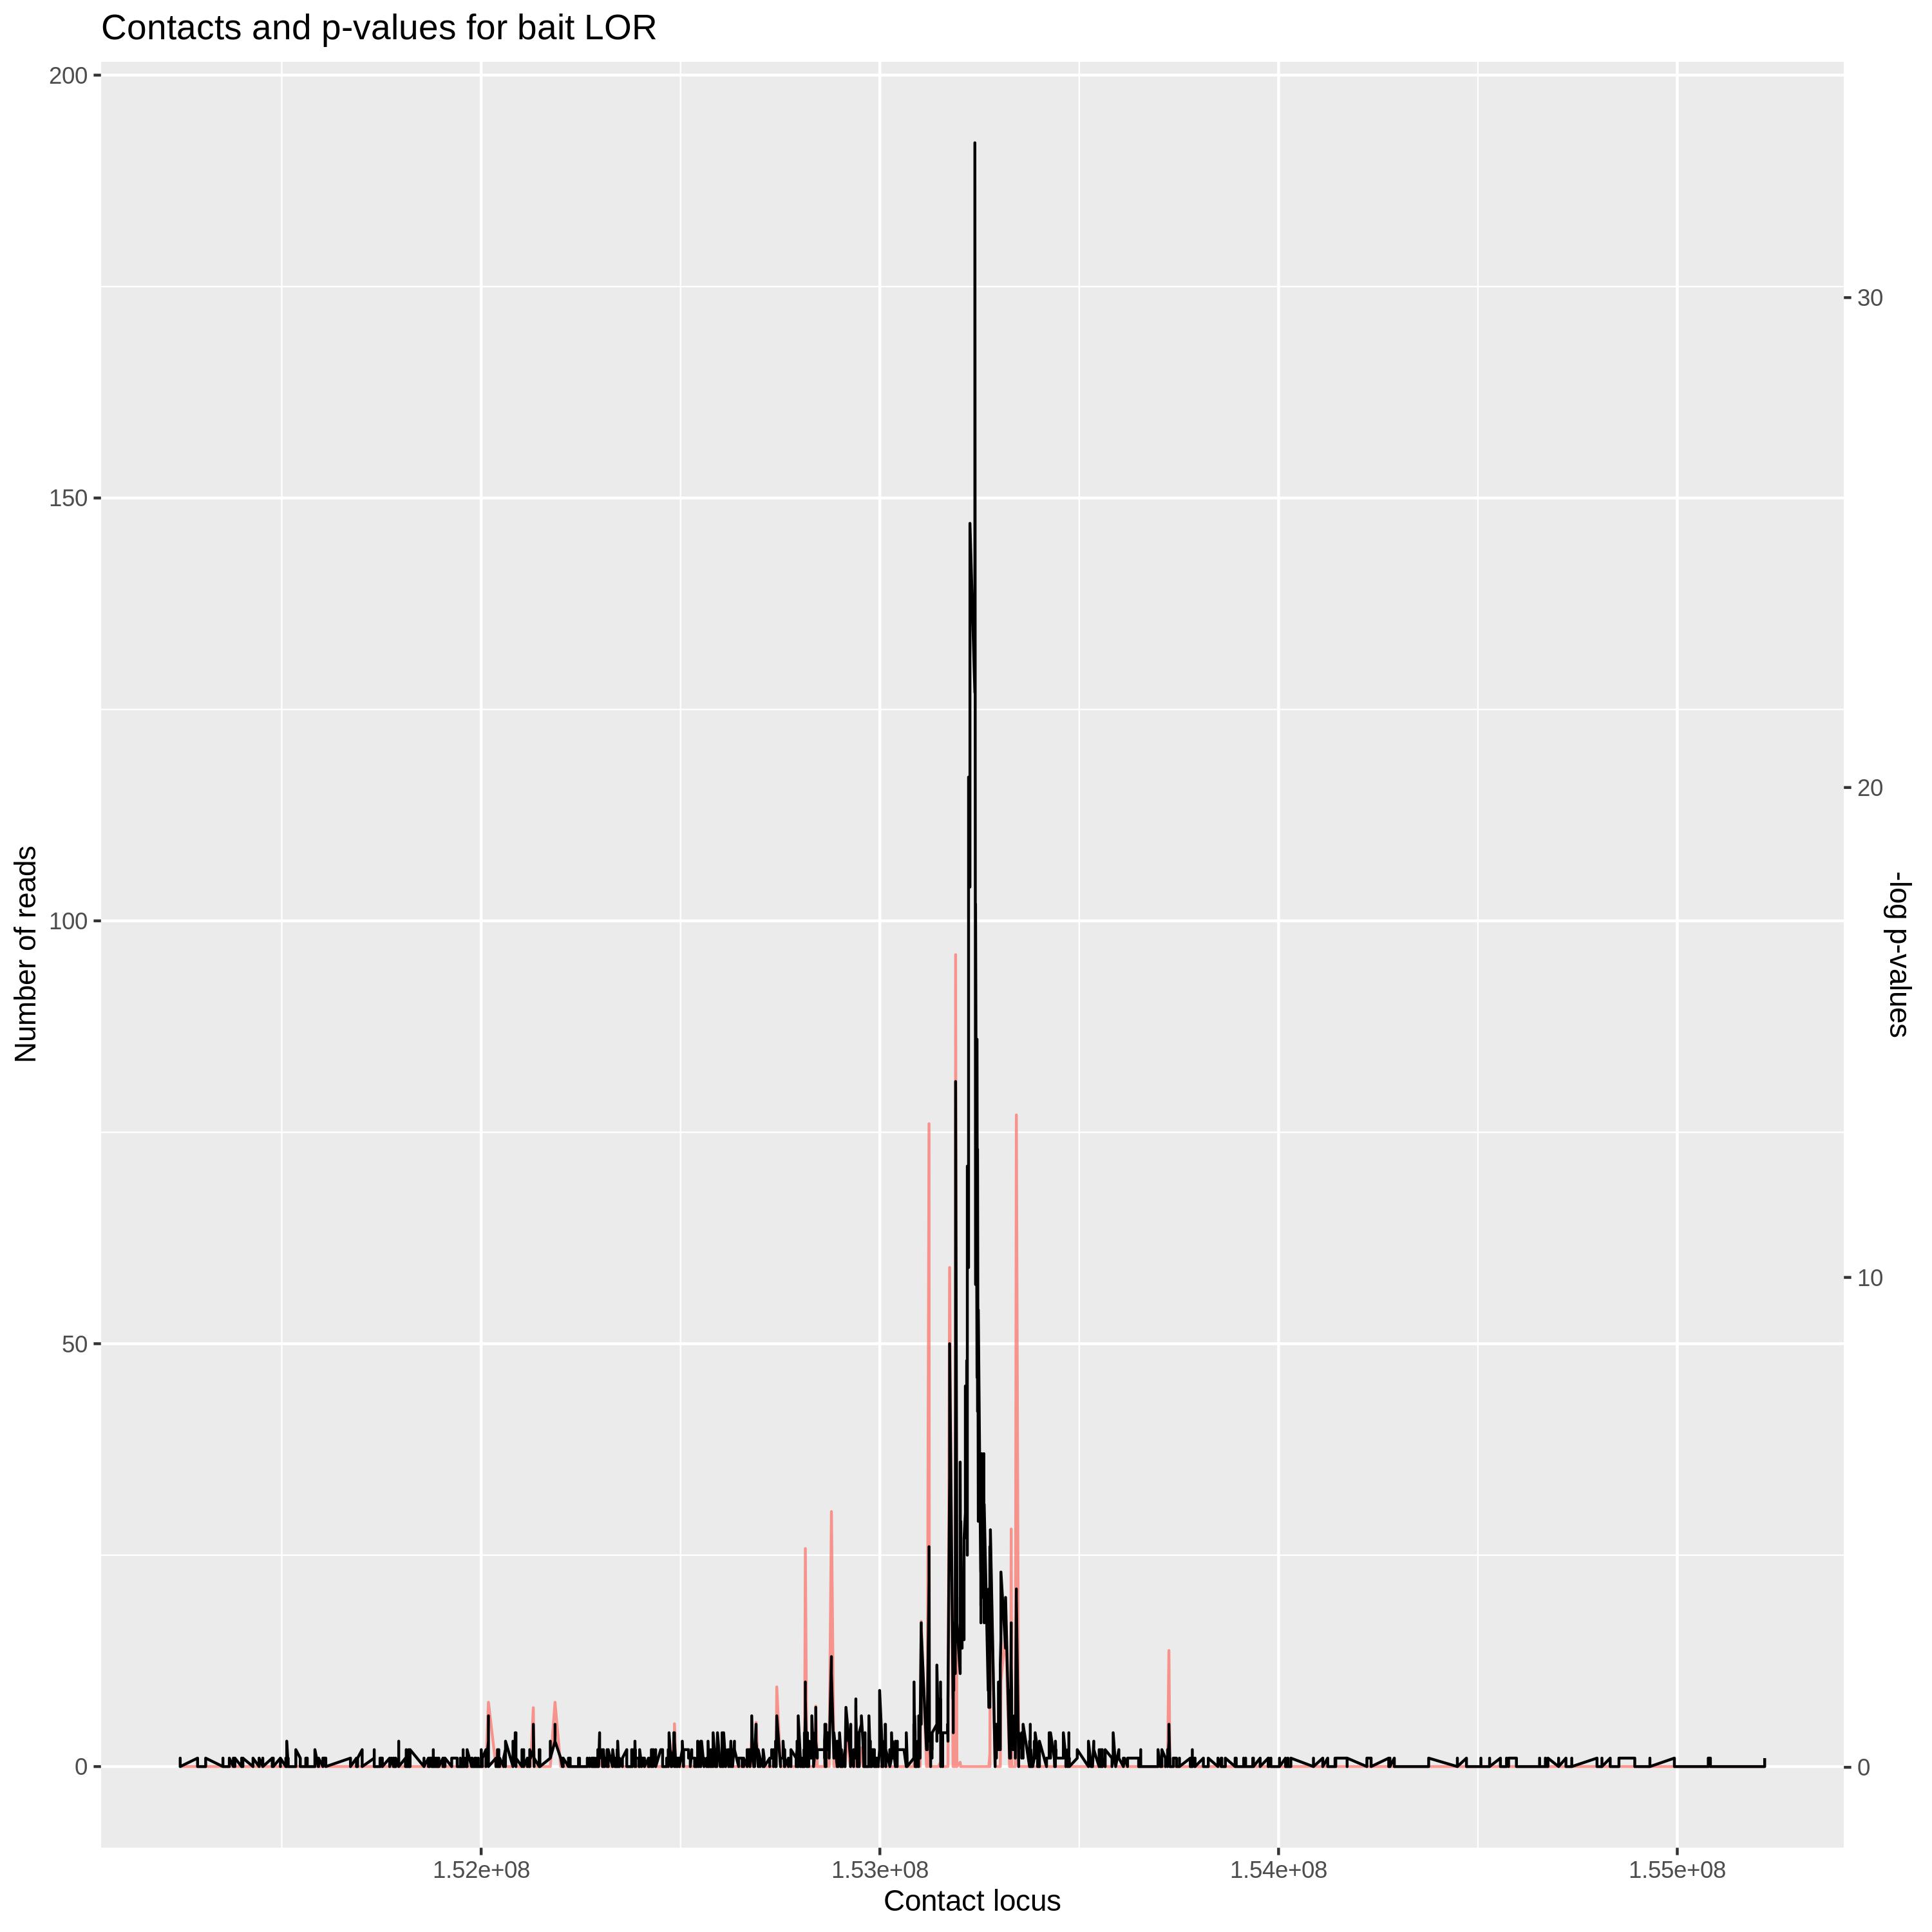 Contacts and p-values for bait LOR
200
150
100
50
0
Number of reads
30
20
10
0
-log p-values
1.52e+08
1.53e+08
1.54e+08
1.55e+08
Contact locus